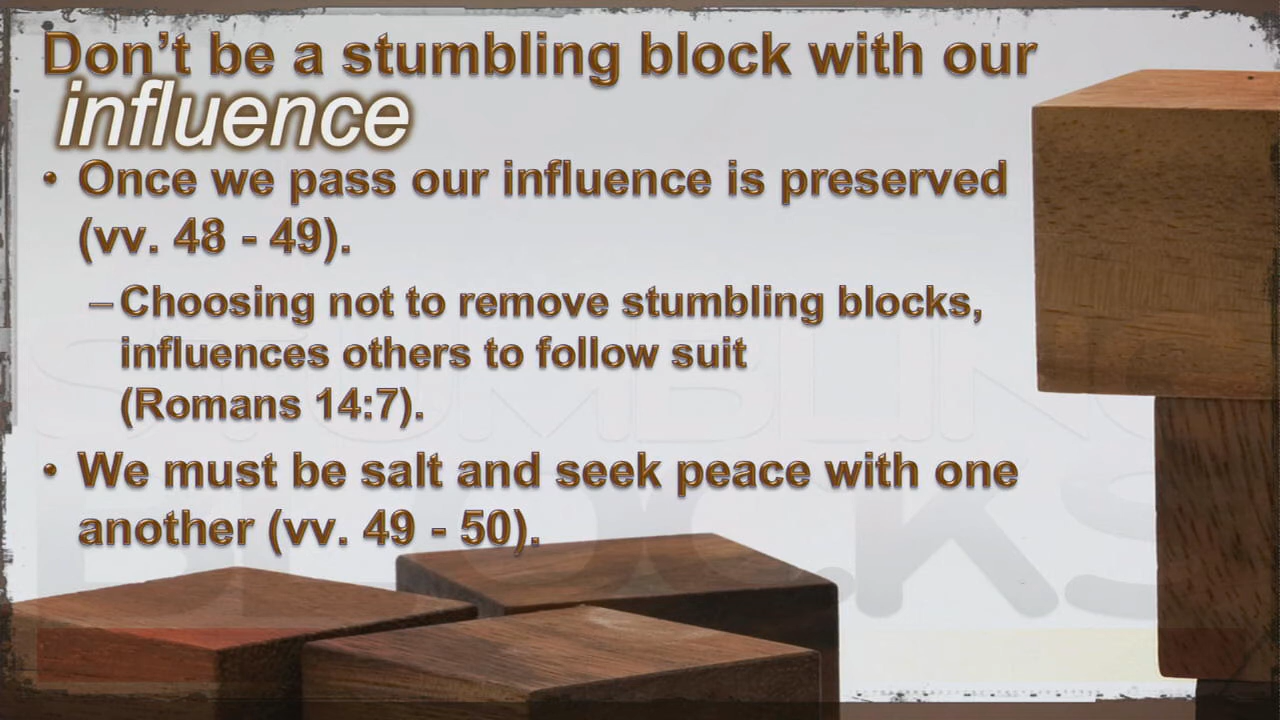 Don’t be a stumbling block with our
influence
• Once we pass our influence is preserved
(vv. 48 - 49).
– Choosing not to remove stumbling blocks,
influences others to follow suit
(Romans 14:7).
• We must be salt and seek peace with one
another (vv. 49 - 50).
STUMBLING
BLOCKS